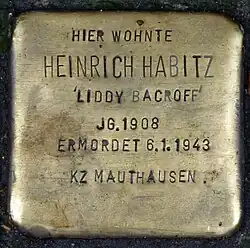 HIER WOHNTE
HEINRICH HABITZ
'LIDDY BACROFF'
JG.1908
ERMORDET 6.1.1943
KZ MAUTHAUSEN